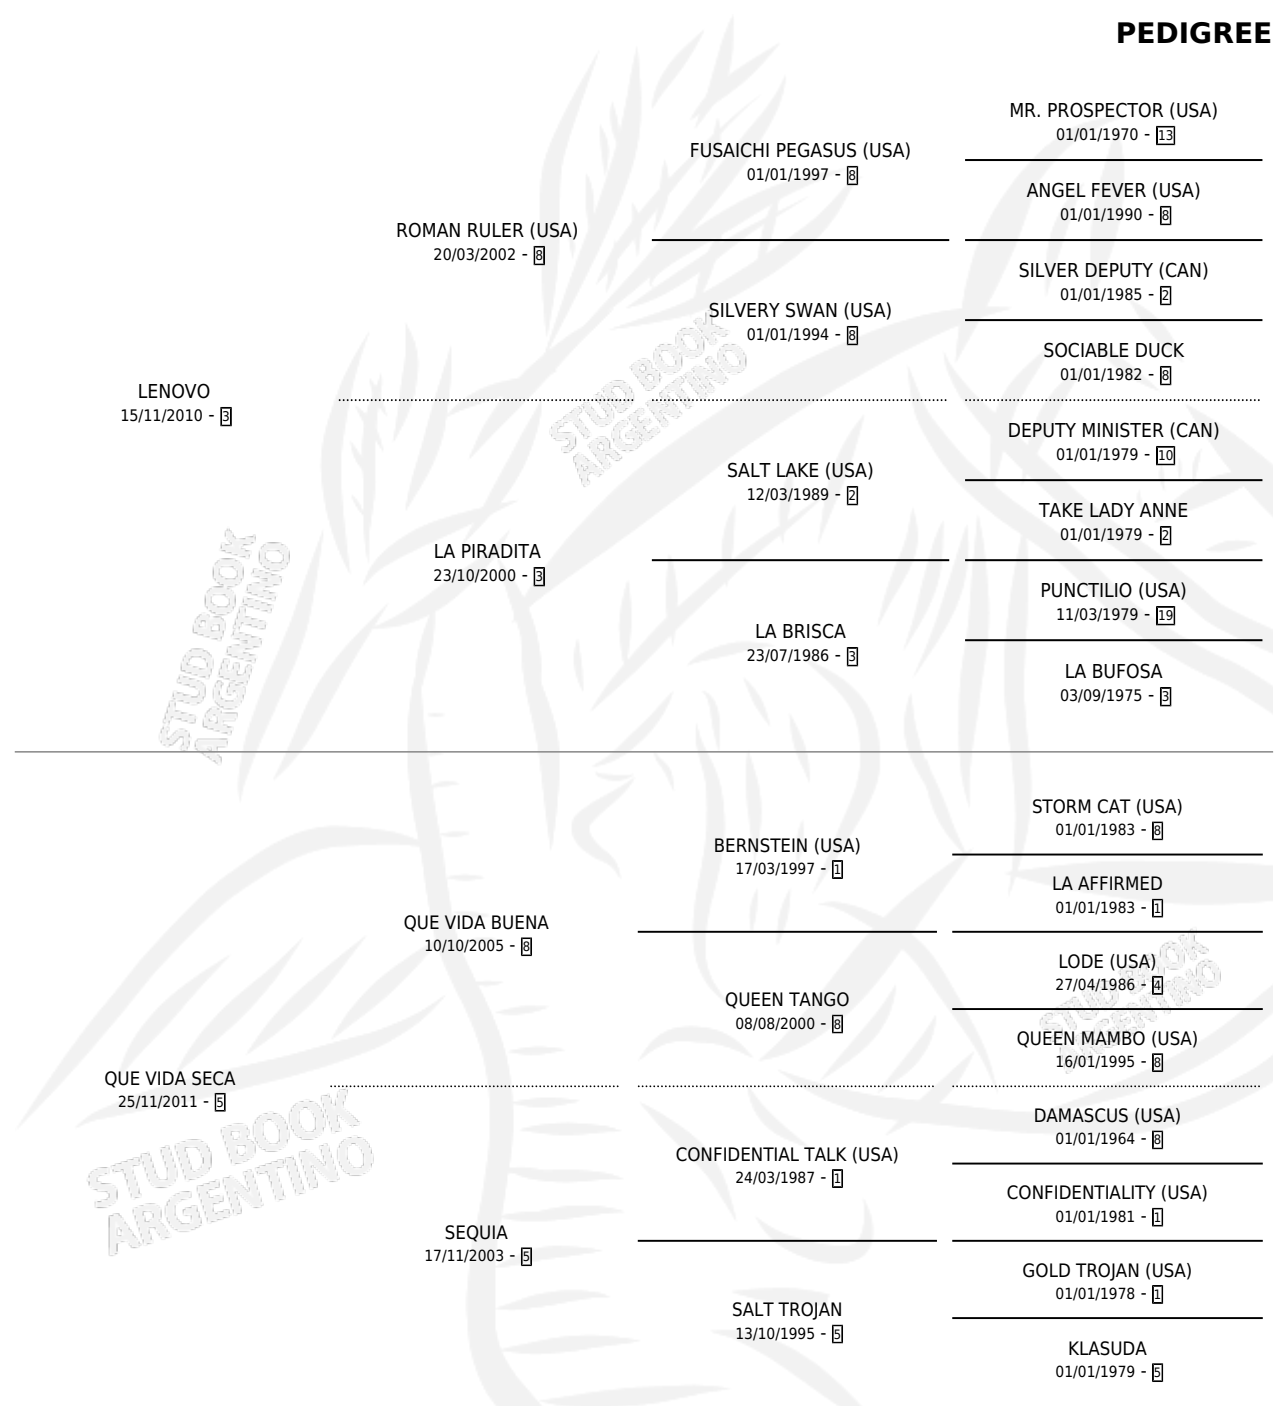 PEDIGREE
MR. PROSPECTOR (USA)
01/01/1970 - 13
FUSAICHI PEGASUS (USA)
01/01/1997 - 8
ANGEL FEVER (USA)
01/01/1990 - 8
ROMAN RULER (USA)
20/03/2002 - 8
SILVER DEPUTY (CAN)
01/01/1985 - 2
SILVERY SWAN (USA)
01/01/1994 - 8
SOCIABLE DUCK
01/01/1982 - 8
LENOVO
15/11/2010 - 3
STUD BOOK
ARGENTINO
DEPUTY MINISTER (CAN)
01/01/1979 - 10
SALT LAKE (USA)
12/03/1989 - 2
TAKE LADY ANNE
01/01/1979 - 2
LA PIRADITA
23/10/2000 - 3
PUNCTILIO (USA)
11/03/1979 - 19
LA BRISCA
23/07/1986 - 3
LA BUFOSA
03/09/1975 - 3
STUD BOOK
ARGENTINO
STORM CAT (USA)
01/01/1983 - 8
BERNSTEIN (USA)
17/03/1997 - 1
LA AFFIRMED
01/01/1983 - 1
QUE VIDA BUENA
10/10/2005 - 8
LODE (USA)
27/04/1986 - 4
STUD BOOK
ARGENTINO
QUEEN TANGO
08/08/2000 - 8
QUEEN MAMBO (USA)
16/01/1995 - 8
QUE VIDA SECA
25/11/2011 - 5
STUD BOOK
ARGENTINO
DAMASCUS (USA)
01/01/1964 - 8
CONFIDENTIAL TALK (USA)
24/03/1987 - 1
CONFIDENTIALITY (USA)
01/01/1981 - 1
SEQUIA
17/11/2003 - 5
GOLD TROJAN (USA)
01/01/1978 - 1
SALT TROJAN
13/10/1995 - 5
KLASUDA
01/01/1979 - 5